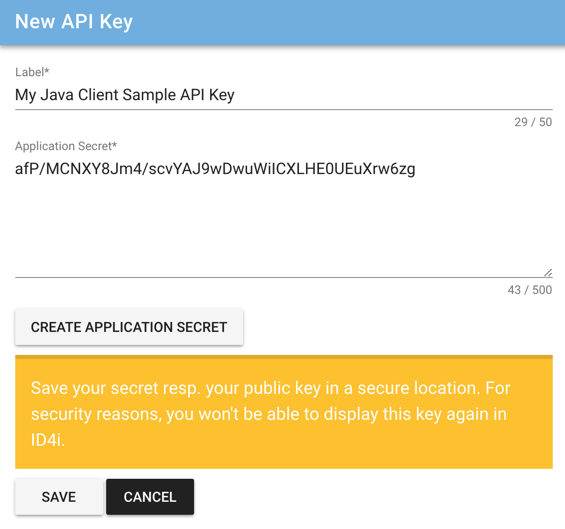 New API Key
Label*
My Java Client Sample API Key
29 / 50
Application Secret*
afP/MCNXY8Jm4/scvYAJ9wDwuWiICXLHE0UEuXrw6zg
43 / 500
CREATE APPLICATION SECRET
Save your secret resp. your public key in a secure location. For
security reasons, you won't be able to display this key again in
ID4i.
SAVE
CANCEL